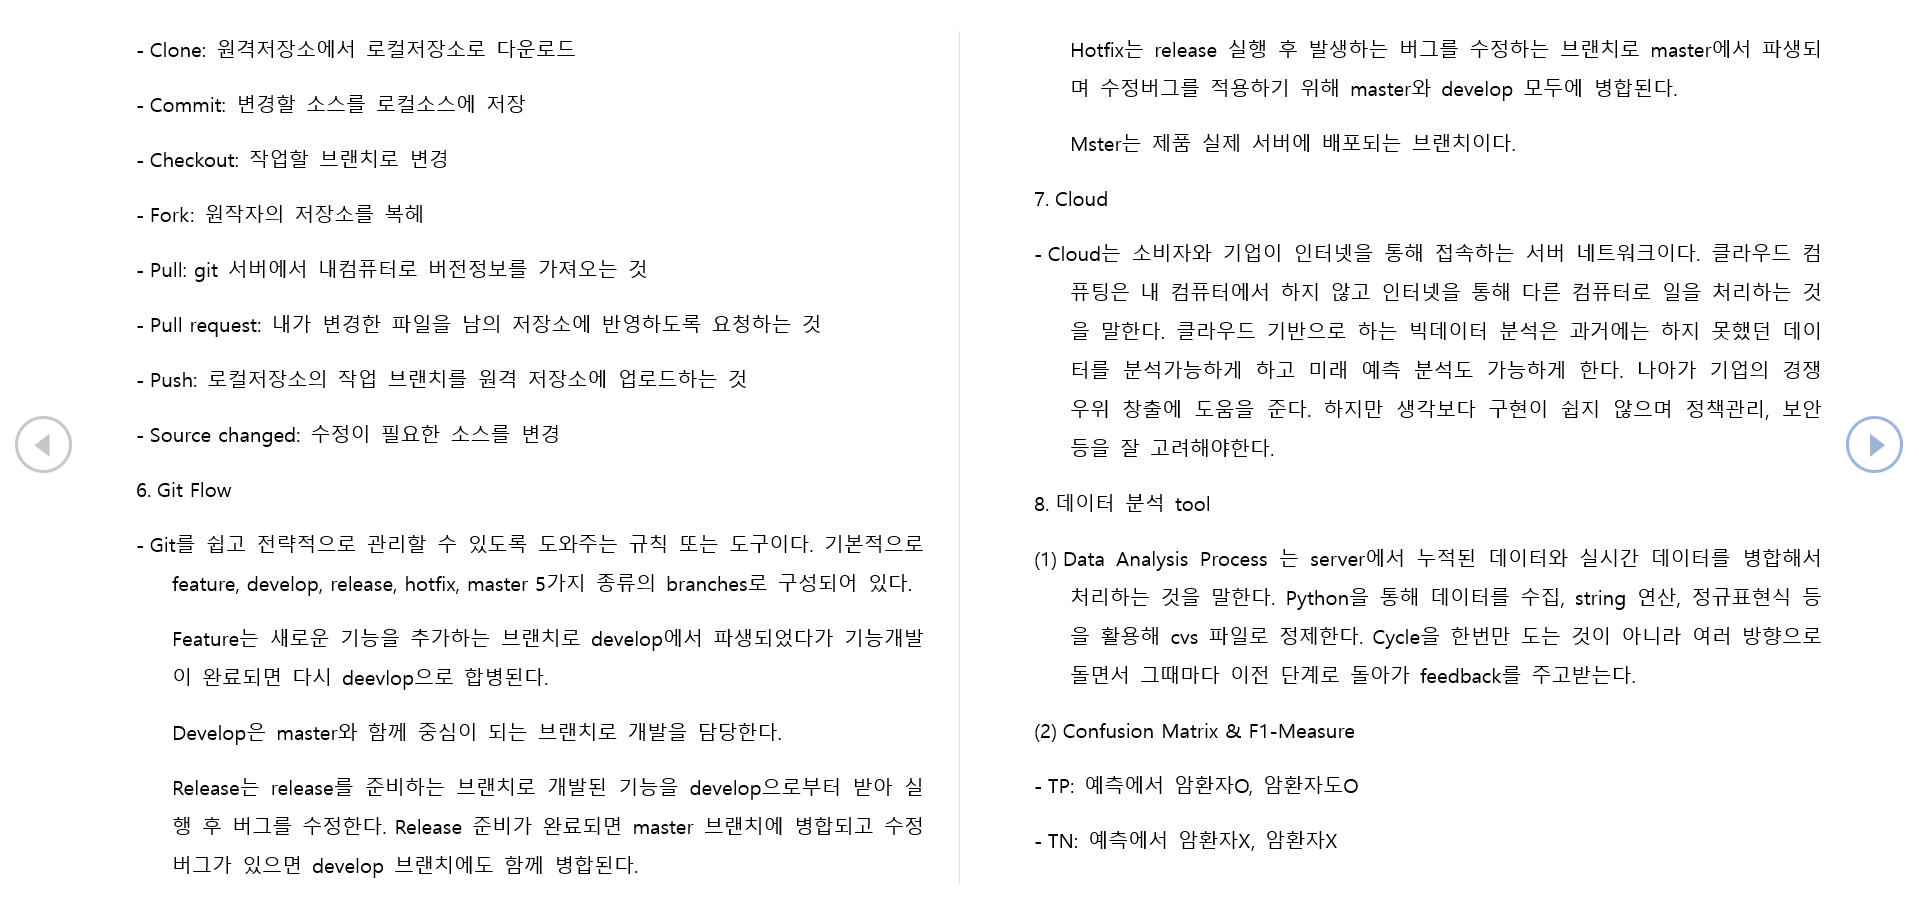 - Clone: 원격저장소에서 로컬저장소로 다운로드
- Commit: 변경할 소스를 로컬소스에 저장
- Checkout: 작업할 브랜치로 변경
- Fork: 원작자의 저장소를 복헤
- Pull: git 서버에서 내컴퓨터로 버전정보를 가져오는 것
- Pull request: 내가 변경한 파일을 남의 저장소에 반영하도록 요청하는 것
- Push: 로컬저장소의 작업 브랜치를 원격 저장소에 업로드하는 것
- Source changed: 수정이 필요한 소스를 변경
6. Git Flow
- Git를 쉽고 전략적으로 관리할 수 있도록 도와주는 규칙 또는 도구이다. 기본적으로
feature, develop, release, hotfix, master 5가지 종류의 branches로 구성되어 있다.
Feature는 새로운 기능을 추가하는 브랜치로 develop에서 파생되었다가 기능개발
이 완료되면 다시 deevlop으로 합병된다.
Develop은 master와 함께 중심이 되는 브랜치로 개발을 담당한다.
Release는 release를 준비하는 브랜치로 개발된 기능을 develop으로부터 받아 실
행 후 버그를 수정한다. Release 준비가 완료되면 master 브랜치에 병합되고 수정
버그가 있으면 develop 브랜치에도 함께 병합된다.
Hotfix는 release 실행 후 발생하는 버그를 수정하는 브랜치로 master에서 파생되
며 수정버그를 적용하기 위해 master와 develop 모두에 병합된다.
Mster는 제품 실제 서버에 배포되는 브랜치이다.
7. Cloud
- Cloud는 소비자와 기업이 인터넷을 통해 접속하는 서버 네트워크이다. 클라우드 컴
퓨팅은 내 컴퓨터에서 하지 않고 인터넷을 통해 다른 컴퓨터로 일을 처리하는 것
을 말한다. 클라우드 기반으로 하는 빅데이터 분석은 과거에는 하지 못했던 데이
터를 분석가능하게 하고 미래 예측 분석도 가능하게 한다. 나아가 기업의 경쟁
우위 창출에 도움을 준다. 하지만 생각보다 구현이 쉽지 않으며 정책관리, 보안
등을 잘 고려해야한다.
8. 데이터 분석 tool
(1) Data Analysis Process 는 server에서 누적된 데이터와 실시간 데이터를 병합해서
처리하는 것을 말한다. Python을 통해 데이터를 수집, string 연산, 정규표현식 등
을 활용해 cvs 파일로 정제한다. Cycle을 한번만 도는 것이 아니라 여러 방향으로
돌면서 그때마다 이전 단계로 돌아가 feedback를 주고받는다.
(2) Confusion Matrix & F1-Measure
- TP: 예측에서 암환자O, 암환자도O
- TN: 예측에서 암환자X, 암환자X